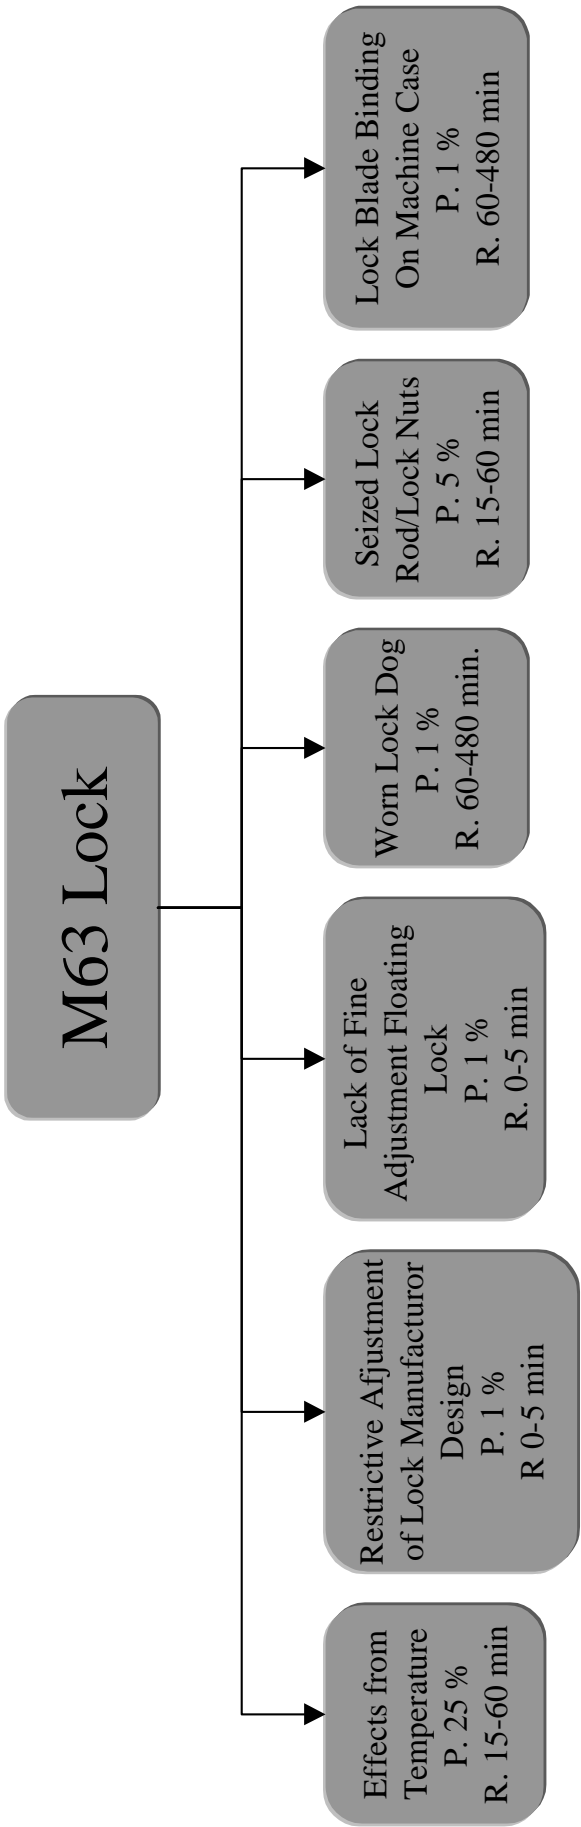 M63 Lock
Effects from
Temperature
P. 25 %
R. 15-60 min
Restrictive Afjustment
of Lock Manufacturor
Design
P. 1 %
R 0-5 min
Lack of Fine
Adjustment Floating
Lock
P. 1 %
R. 0-5 min
Worn Lock Dog
P. 1 %
R. 60-480 min.
Seized Lock
Rod/Lock Nuts
P. 5 %
R. 15-60 min
Lock Blade Binding
On Machine Case
P. 1 %
R. 60-480 min